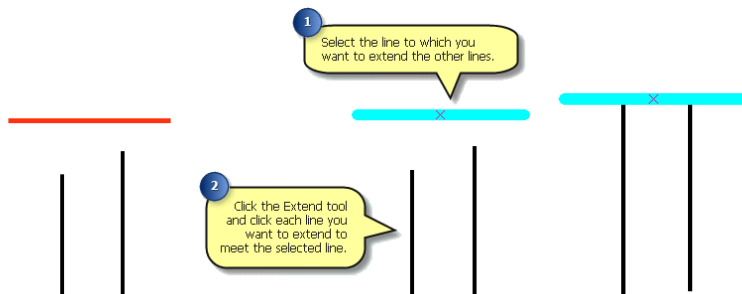 1
Select the line to which you
want to extend the other lines.
2
Click the Extend tool
and click each line you
want to extend to
meet the selected line.